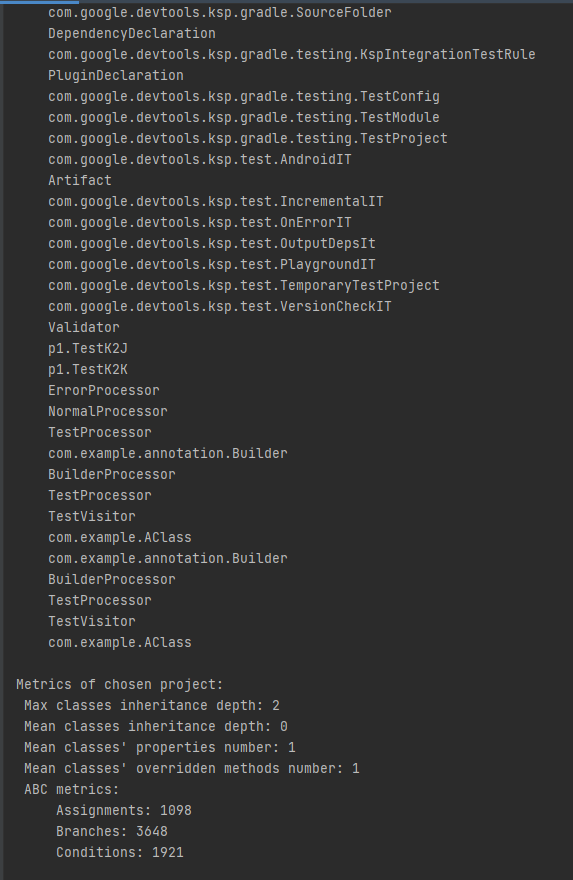 com.google.devtools.ksp.gradle.SourceFolder
DependencyDeclaration
com.google.devtools.ksp.gradle.testing.KspIntegrationTestRule
PluginDeclaration
com.google.devtools.ksp.gradle.testing.TestConfig
com.google.devtools.ksp.gradle.testing.TestModule
com.google.devtools.ksp.gradle.testing.TestProject
com.google.devtools.ksp.test.AndroidIT
Artifact
com.google.devtools.ksp.test.IncrementalIT
com.google.devtools.ksp.test.OnErrorIT
com.google.devtools.ksp.test.OutputDepsIt
com.google.devtools.ksp.test.PlaygroundIT
com.google.devtools.ksp.test.TemporaryTestProject
com.google.devtools.ksp.test.VersionCheckIT
Validator
p1.TestK2J
p1.TestK2K
ErrorProcessor
NormalProcessor
TestProcessor
com.example.annotation.Builder
BuilderProcessor
TestProcessor
TestVisitor
com.example.AClass
com.example.annotation.Builder
BuilderProcessor
TestProcessor
TestVisitor
com.example.AClass
Metrics of chosen project:
Max classes inheritance depth: 2
Mean classes inheritance depth: 0
Mean classes' properties number: 1
Mean classes' overridden methods number: 1
ABC metrics:
Assignments: 1098
Branches: 3648
Conditions: 1921